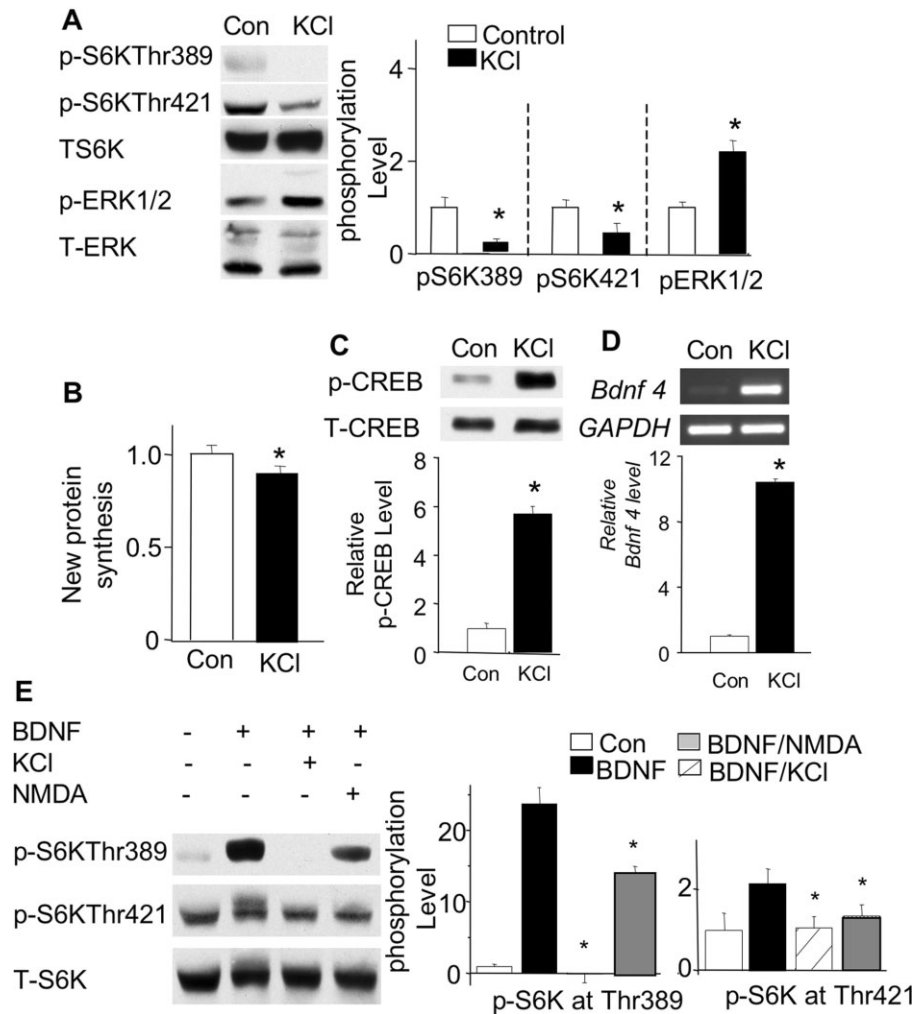 A
Con KCl
p-S6KThr389
p-S6KThr421
TS6K
p-ERK1/2
T-ERK
phosphorylation
Level
Control
KCl
4
2
0
*
*
*
pS6K389
pS6K421
pERK1/2
B
New protein
synthesis
1.0
0.5
0
*
Con
KCl
C
Con KCl
p-CREB
T-CREB
Relative
p-CREB Level
8
6
4
2
0
*
Con
KCl
D
Con KCl
Bdnf 4
GAPDH
Relative
Bdnf 4 level
12
8
4
0
*
Con
KCl
E
BDNF - + + +
KCl - - +
NMDA - - - +
p-S6KThr389
p-S6KThr421
T-S6K
phosphorylation
Level
Con
BDNF
BDNF/NMDA
BDNF/KCl
20
10
0
*
*
p-S6K at Thr389
2
0
*
*
p-S6K at Thr421